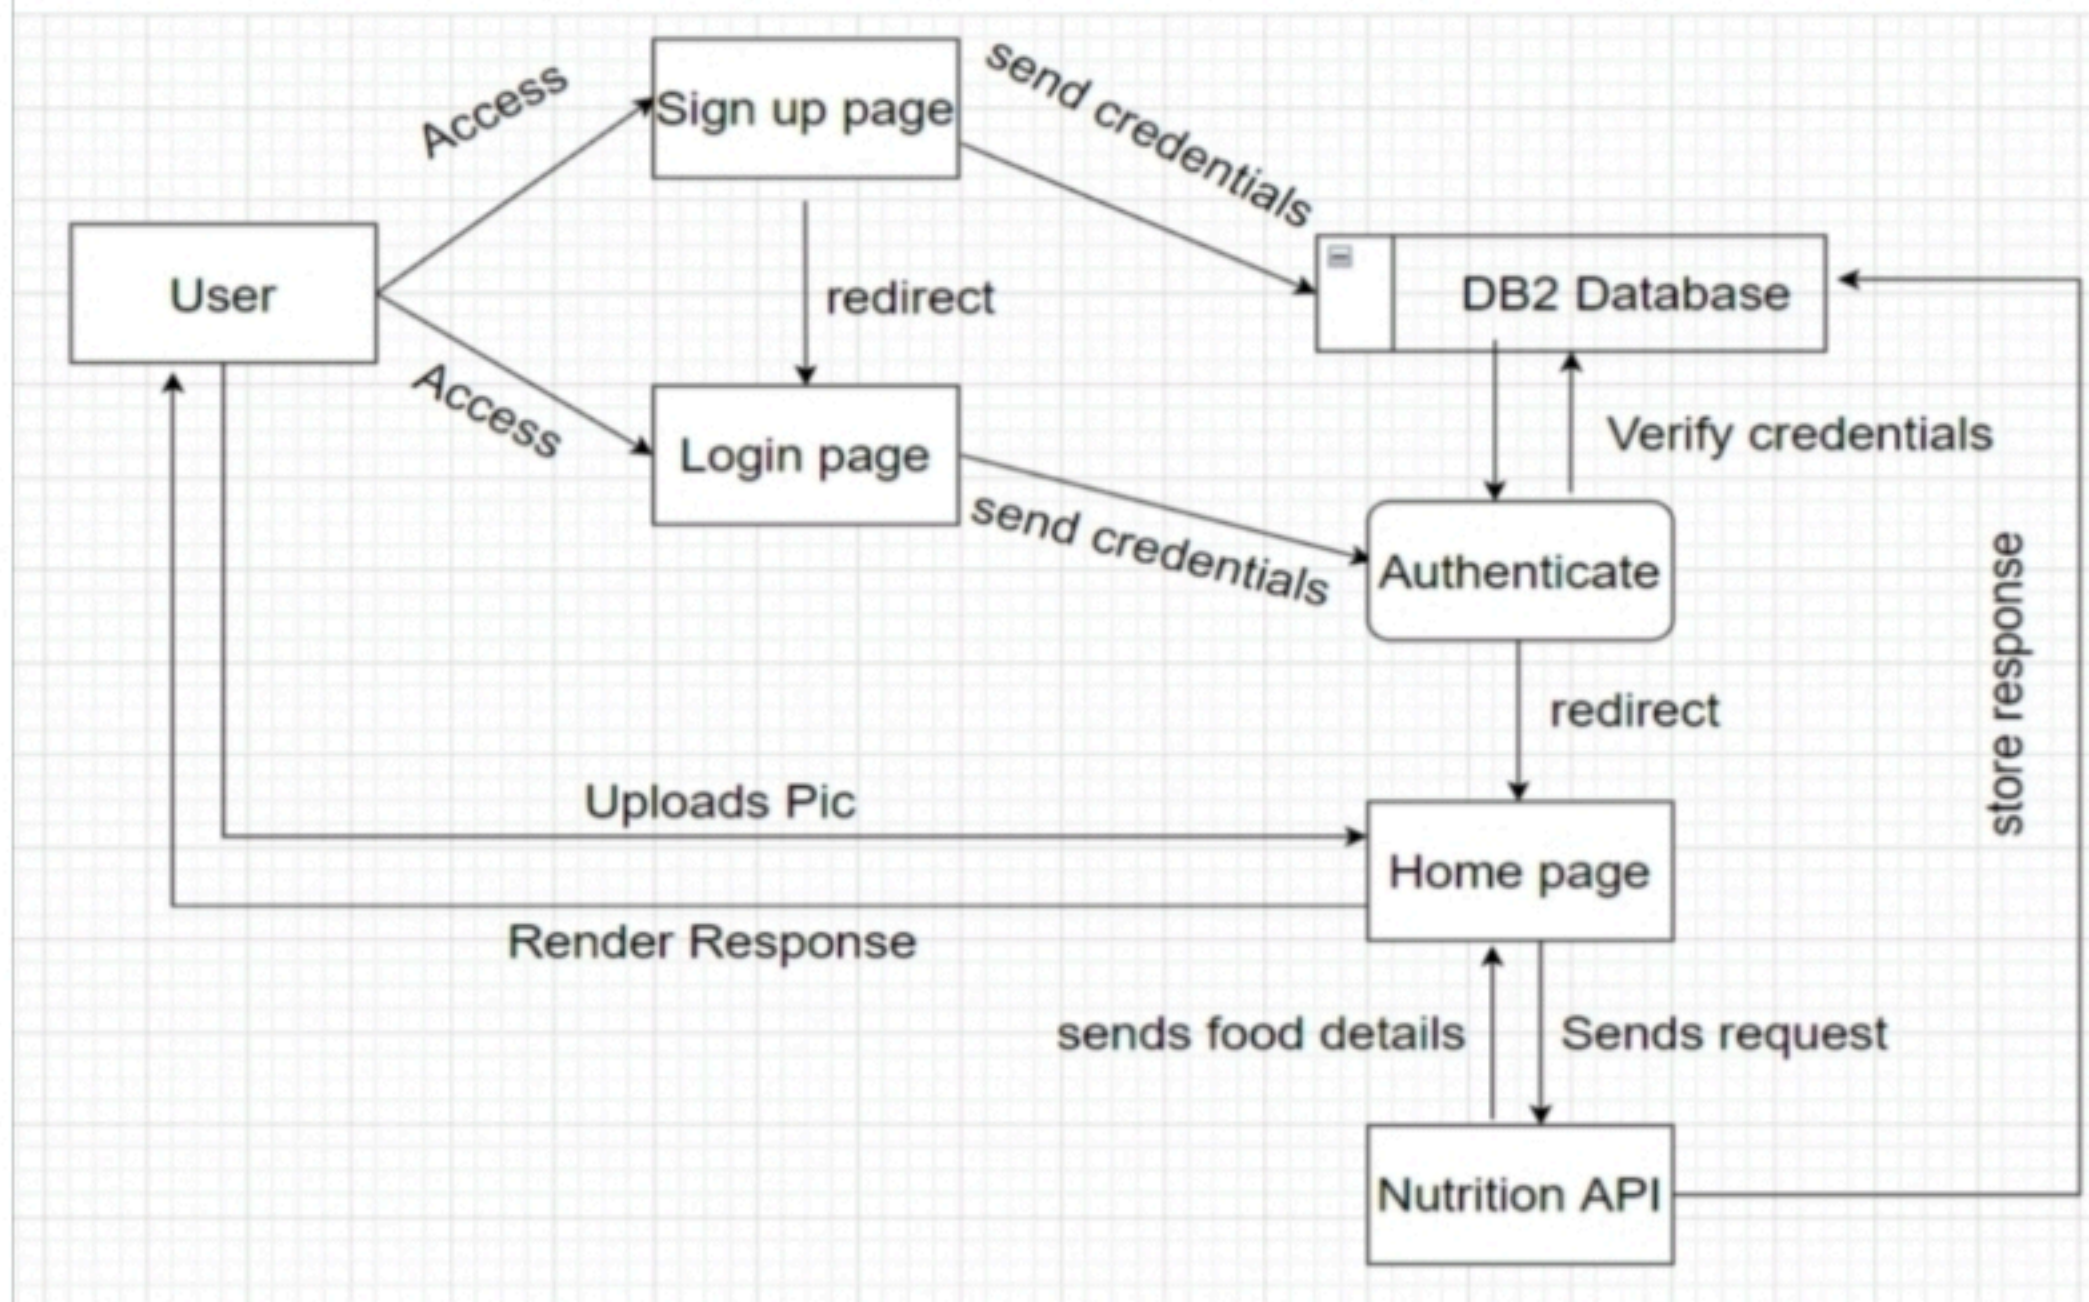 Access
Sign up page
send credentials
User
redirect
DB2 Database
Access
Login page
Verify credentials
send credentials
Authenticate
redirect
store response
Uploads Pic
Home page
Render Response
sends food details
Sends request
Nutrition API